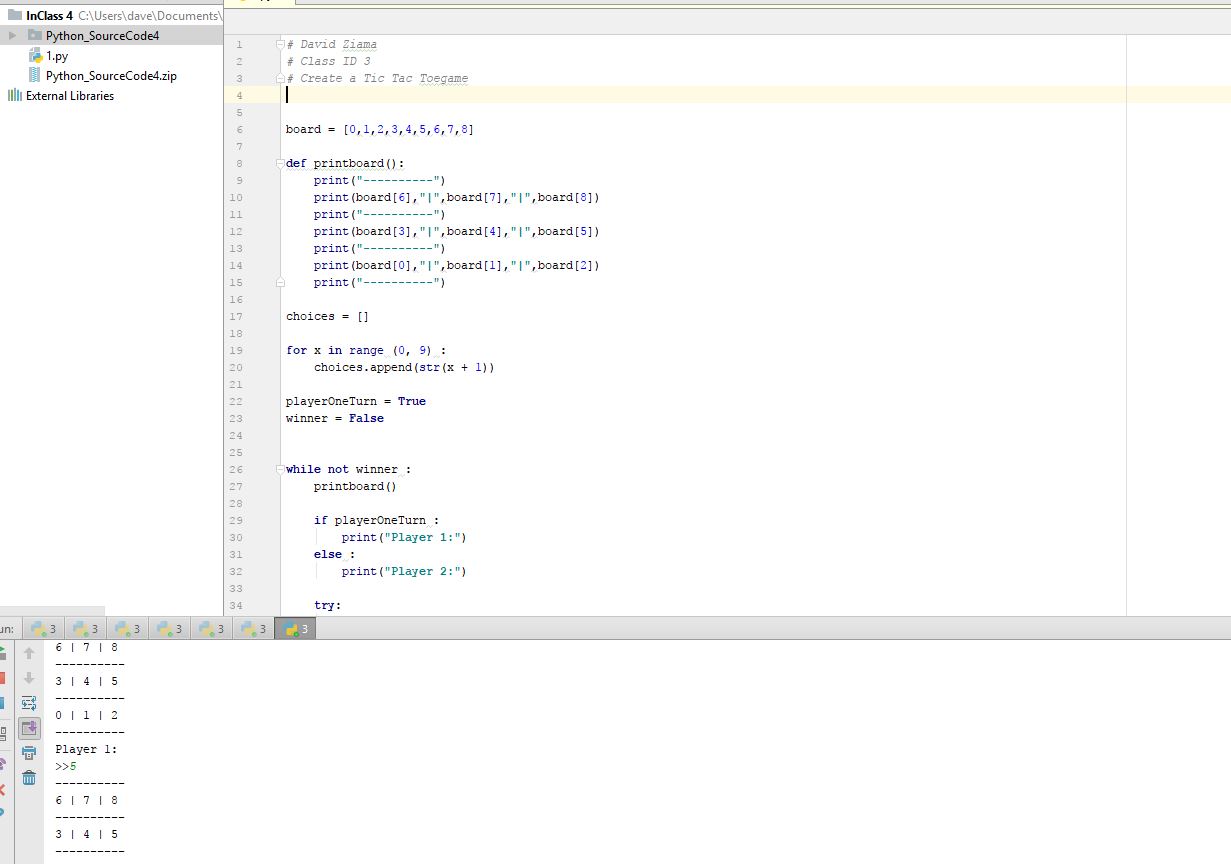 InClass 4 C:\Users\dave\Documents\
Python_SourceCode4
1.py
Python_SourceCode4.zip
External Libraries
1 # David Ziama
2 # Class ID 3
3 # Create a Tic Tac Toegame
4
5
6 board = [0,1,2,3,4,5,6,7,8]
7
8 def printboard():
9     print("----------")
10     print(board[6],"|",board[7],"|",board[8])
11     print("----------")
12     print(board[3],"|",board[4],"|",board[5])
13     print("----------")
14     print(board[0],"|",board[1],"|",board[2])
15     print("----------")
16
17 choices = []
18
19 for x in range (0, 9) :
20     choices.append(str(x + 1))
21
22 playerOneTurn = True
23 winner = False
24
25
26 while not winner :
27     printboard()
28
29     if playerOneTurn :
30         print("Player 1:")
31     else :
32         print("Player 2:")
33
34     try:
un: 3 3 3 3 3 3 3
6 | 7 | 8
----------
3 | 4 | 5
----------
0 | 1 | 2
----------
Player 1:
>>5
----------
6 | 7 | 8
----------
3 | 4 | 5
----------